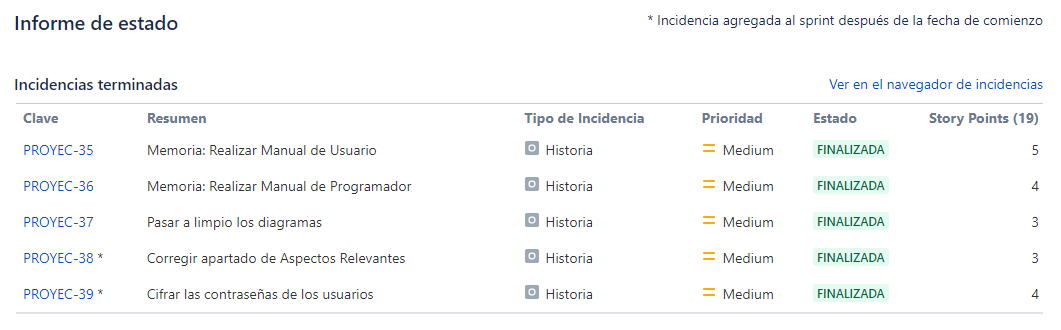 Informe de estado
* Incidencia agregada al sprint después de la fecha de comienzo
Incidencias terminadas
Ver en el navegador de incidencias
Clave Resumen Tipo de Incidencia Prioridad Estado Story Points (19)
PROYEC-35 Memoria: Realizar Manual de Usuario Historia Medium FINALIZADA 5
PROYEC-36 Memoria: Realizar Manual de Programador Historia Medium FINALIZADA 4
PROYEC-37 Pasar a limpio los diagramas Historia Medium FINALIZADA 3
PROYEC-38 * Corregir apartado de Aspectos Relevantes Historia Medium FINALIZADA 3
PROYEC-39 * Cifrar las contraseñas de los usuarios Historia Medium FINALIZADA 4